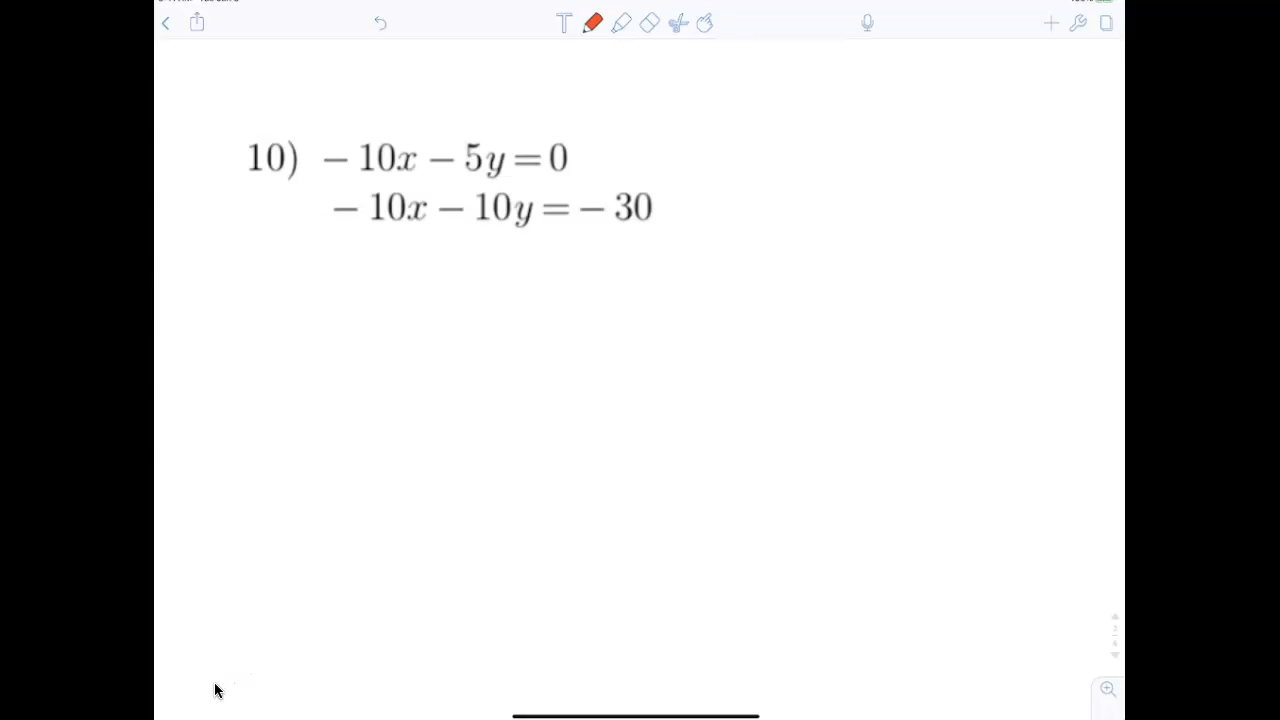 10) − 10x − 5y = 0
− 10x − 10y = − 30